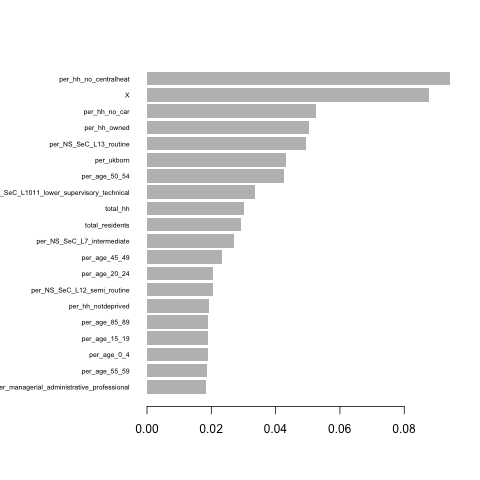 per_hh_no_centralheat
X
per_hh_no_car
per_hh_owned
per_NS_SeC_L13_routine
per_ukborn
per_age_50_54
_SeC_L1011_lower_supervisory_technical
total_hh
total_residents
per_NS_SeC_L7_intermediate
per_age_45_49
per_age_20_24
per_NS_SeC_L12_semi_routine
per_hh_notdeprived
per_age_85_89
per_age_15_19
per_age_0_4
per_age_55_59
er_managerial_administrative_professional
0.00 0.02 0.04 0.06 0.08